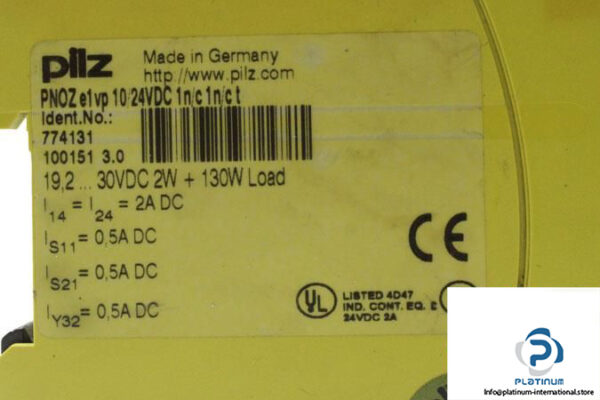 pilz
Made in Germany
http://www.pilz.com
PNOZ e1vp 10/24VDC 1n/c 1n/c t
Ident.No.:
774131
100151 3.0
19,2 ... 30VDC 2W + 130W Load
I14 = I24 = 2A DC
IS11 = 0,5A DC
IS21 = 0,5A DC
IY32 = 0,5A DC
CE
UL
LISTED 4D47
IND. CONT. EQ.
24VDC 2A
PLATINUM
Info@platinum-international.store